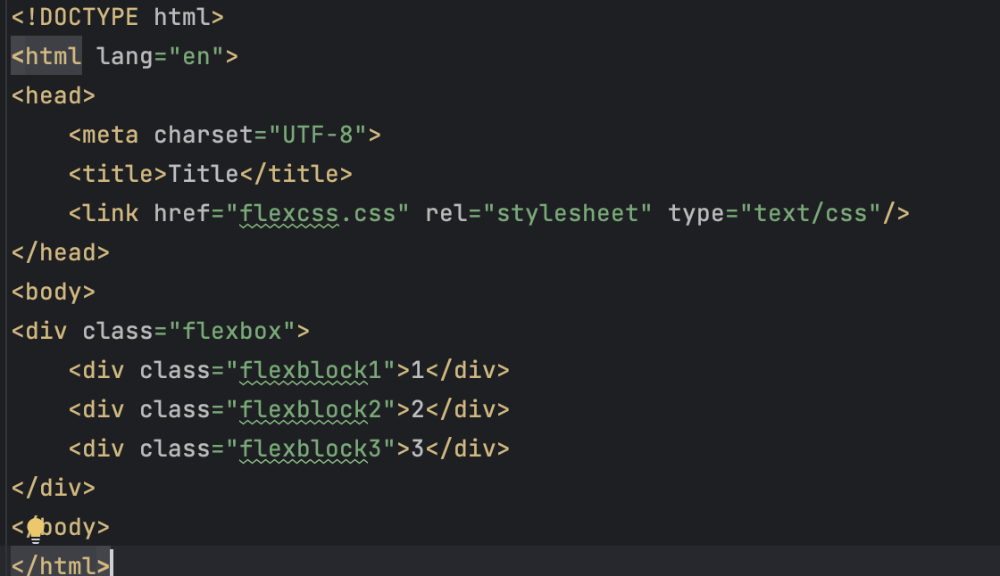 <!DOCTYPE html>
<html lang="en">
<head>
    <meta charset="UTF-8">
    <title>Title</title>
    <link href="flexcss.css" rel="stylesheet" type="text/css"/>
</head>
<body>
<div class="flexbox">
    <div class="flexblock1">1</div>
    <div class="flexblock2">2</div>
    <div class="flexblock3">3</div>
</div>
</body>
</html>